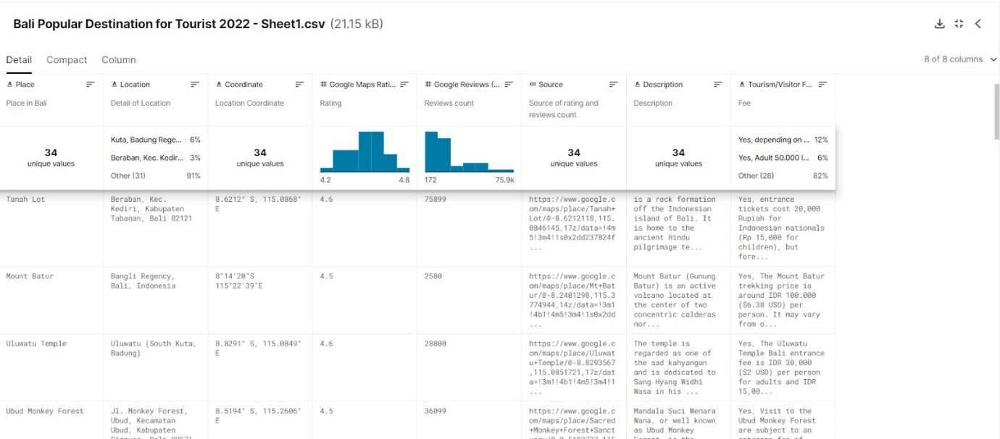 Bali Popular Destination for Tourist 2022 - Sheet1.csv (21.15 kB)
Detail Compact Column
8 of 8 columns
Place
Location
Coordinate
Google Maps Rati...
Google Reviews (...
Source
Description
Tourism/Visitor F...
Place in Bali
Detail of Location
Location Coordinate
Rating
Reviews count
Source of rating and
reviews count
Description
Fee
34
unique values
Kuta, Badung Rege... 6%
Beraban, Kec. Kedir... 3%
Other (31) 91%
34
unique values
4.2 4.8
172 75.9k
34
unique values
34
unique values
Yes, depending on ... 12%
Yes, Adult 50.000 I... 6%
Other (28) 82%
Tanah Lot
Beraban, Kec.
Kediri, Kabupaten
Tabanan, Bali 82121
8.6212° S, 115.0868°
E
4.6
75899
https://www.google.c
om/maps/place/Tanah+
Lot/@-8.6212118,115.
0846145,17z/data=!4m
5!3m4!1s0x2dd237824f
...
is a rock formation
off the Indonesian
island of Bali. It
is home to the
ancient Hindu
pilgrimage te...
Yes, entrance
tickets cost 20,000
Rupiah for
Indonesian nationals
(Rp 15,000 for
children), but
fore...
Mount Batur
Bangli Regency,
Bali, Indonesia
8°14'20"S
115°22'39"E
4.5
2580
https://www.google.c
om/maps/place/Mt+Bat
ur/@-8.2401298,115.3
774944,14z/data=!3m1
!4b1!4m5!3m4!1s0x2dd
...
Mount Batur (Gunung
Batur) is an active
volcano located at
the center of two
concentric calderas
nor...
Yes, The Mount Batur
trekking price is
around IDR 100.000
($6.38 USD) per
person. It may vary
from o...
Uluwatu Temple
Uluwatu (South Kuta,
Badung)
8.8291° S, 115.0849°
E
4.6
28800
https://www.google.c
om/maps/place/Uluwat
u+Temple/@-8.8293567
,115.0851721,17z/dat
a=!3m1!4b1!4m5!3m4!1
...
The temple is
regarded as one of
the sad kahyangan
and is dedicated to
Sang Hyang Widhi
Wasa in his ...
Yes, The Uluwatu
Temple Bali entrance
fee is IDR 30,000
($2 USD) per person
for adults and IDR
15,00...
Ubud Monkey Forest
Jl. Monkey Forest,
Ubud, Kecamatan
Ubud, Kabupaten
8.5194° S, 115.2606°
E
4.5
36099
https://www.google.c
om/maps/place/Sacred
+Monkey+Forest+Sanct
Mandala Suci Wenara
Wana, or well known
as Ubud Monkey
Yes, Visit to the
Ubud Monkey Forest
are subject to an